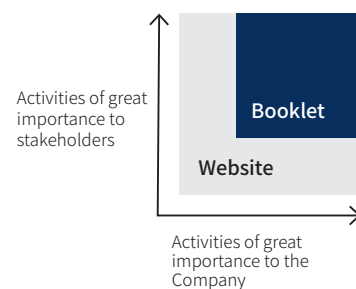 Activities of great
importance to
stakeholders
Booklet
Website
Activities of great
importance to the
Company